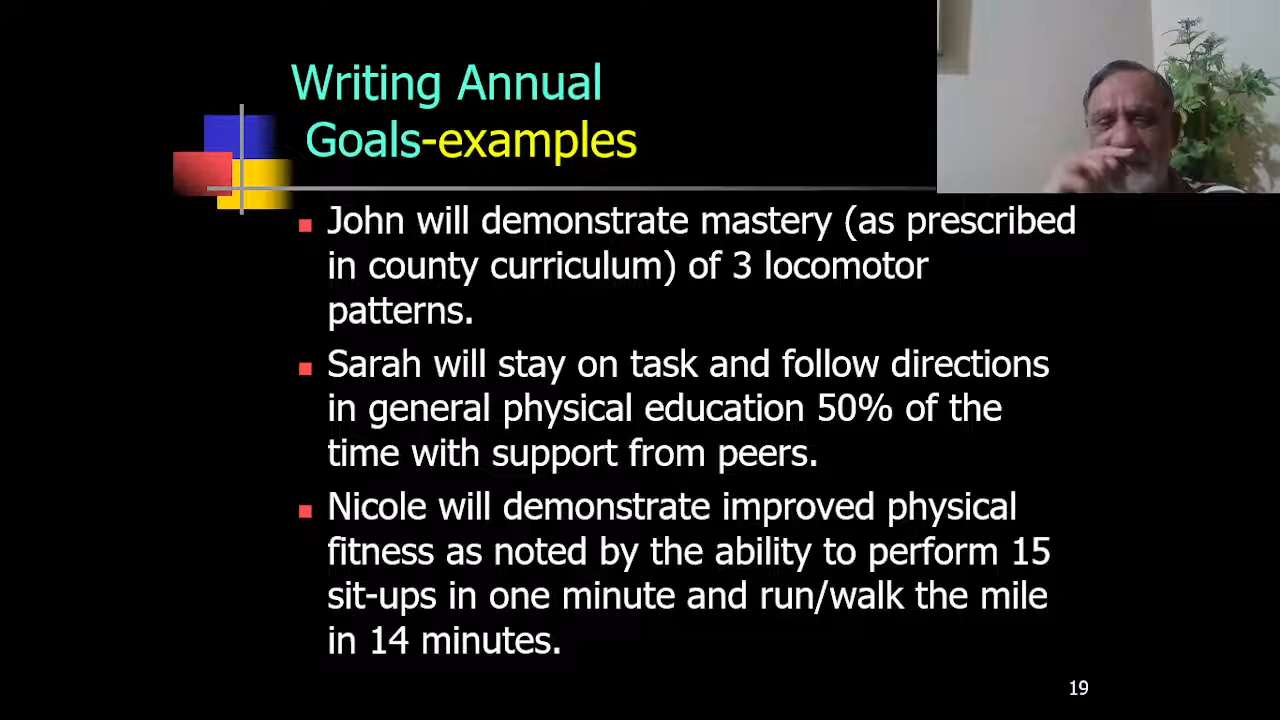 Writing Annual
Goals-examples
John will demonstrate mastery (as prescribed
in county curriculum) of 3 locomotor
patterns.
Sarah will stay on task and follow directions
in general physical education 50% of the
time with support from peers.
Nicole will demonstrate improved physical
fitness as noted by the ability to perform 15
sit-ups in one minute and run/walk the mile
in 14 minutes.
19